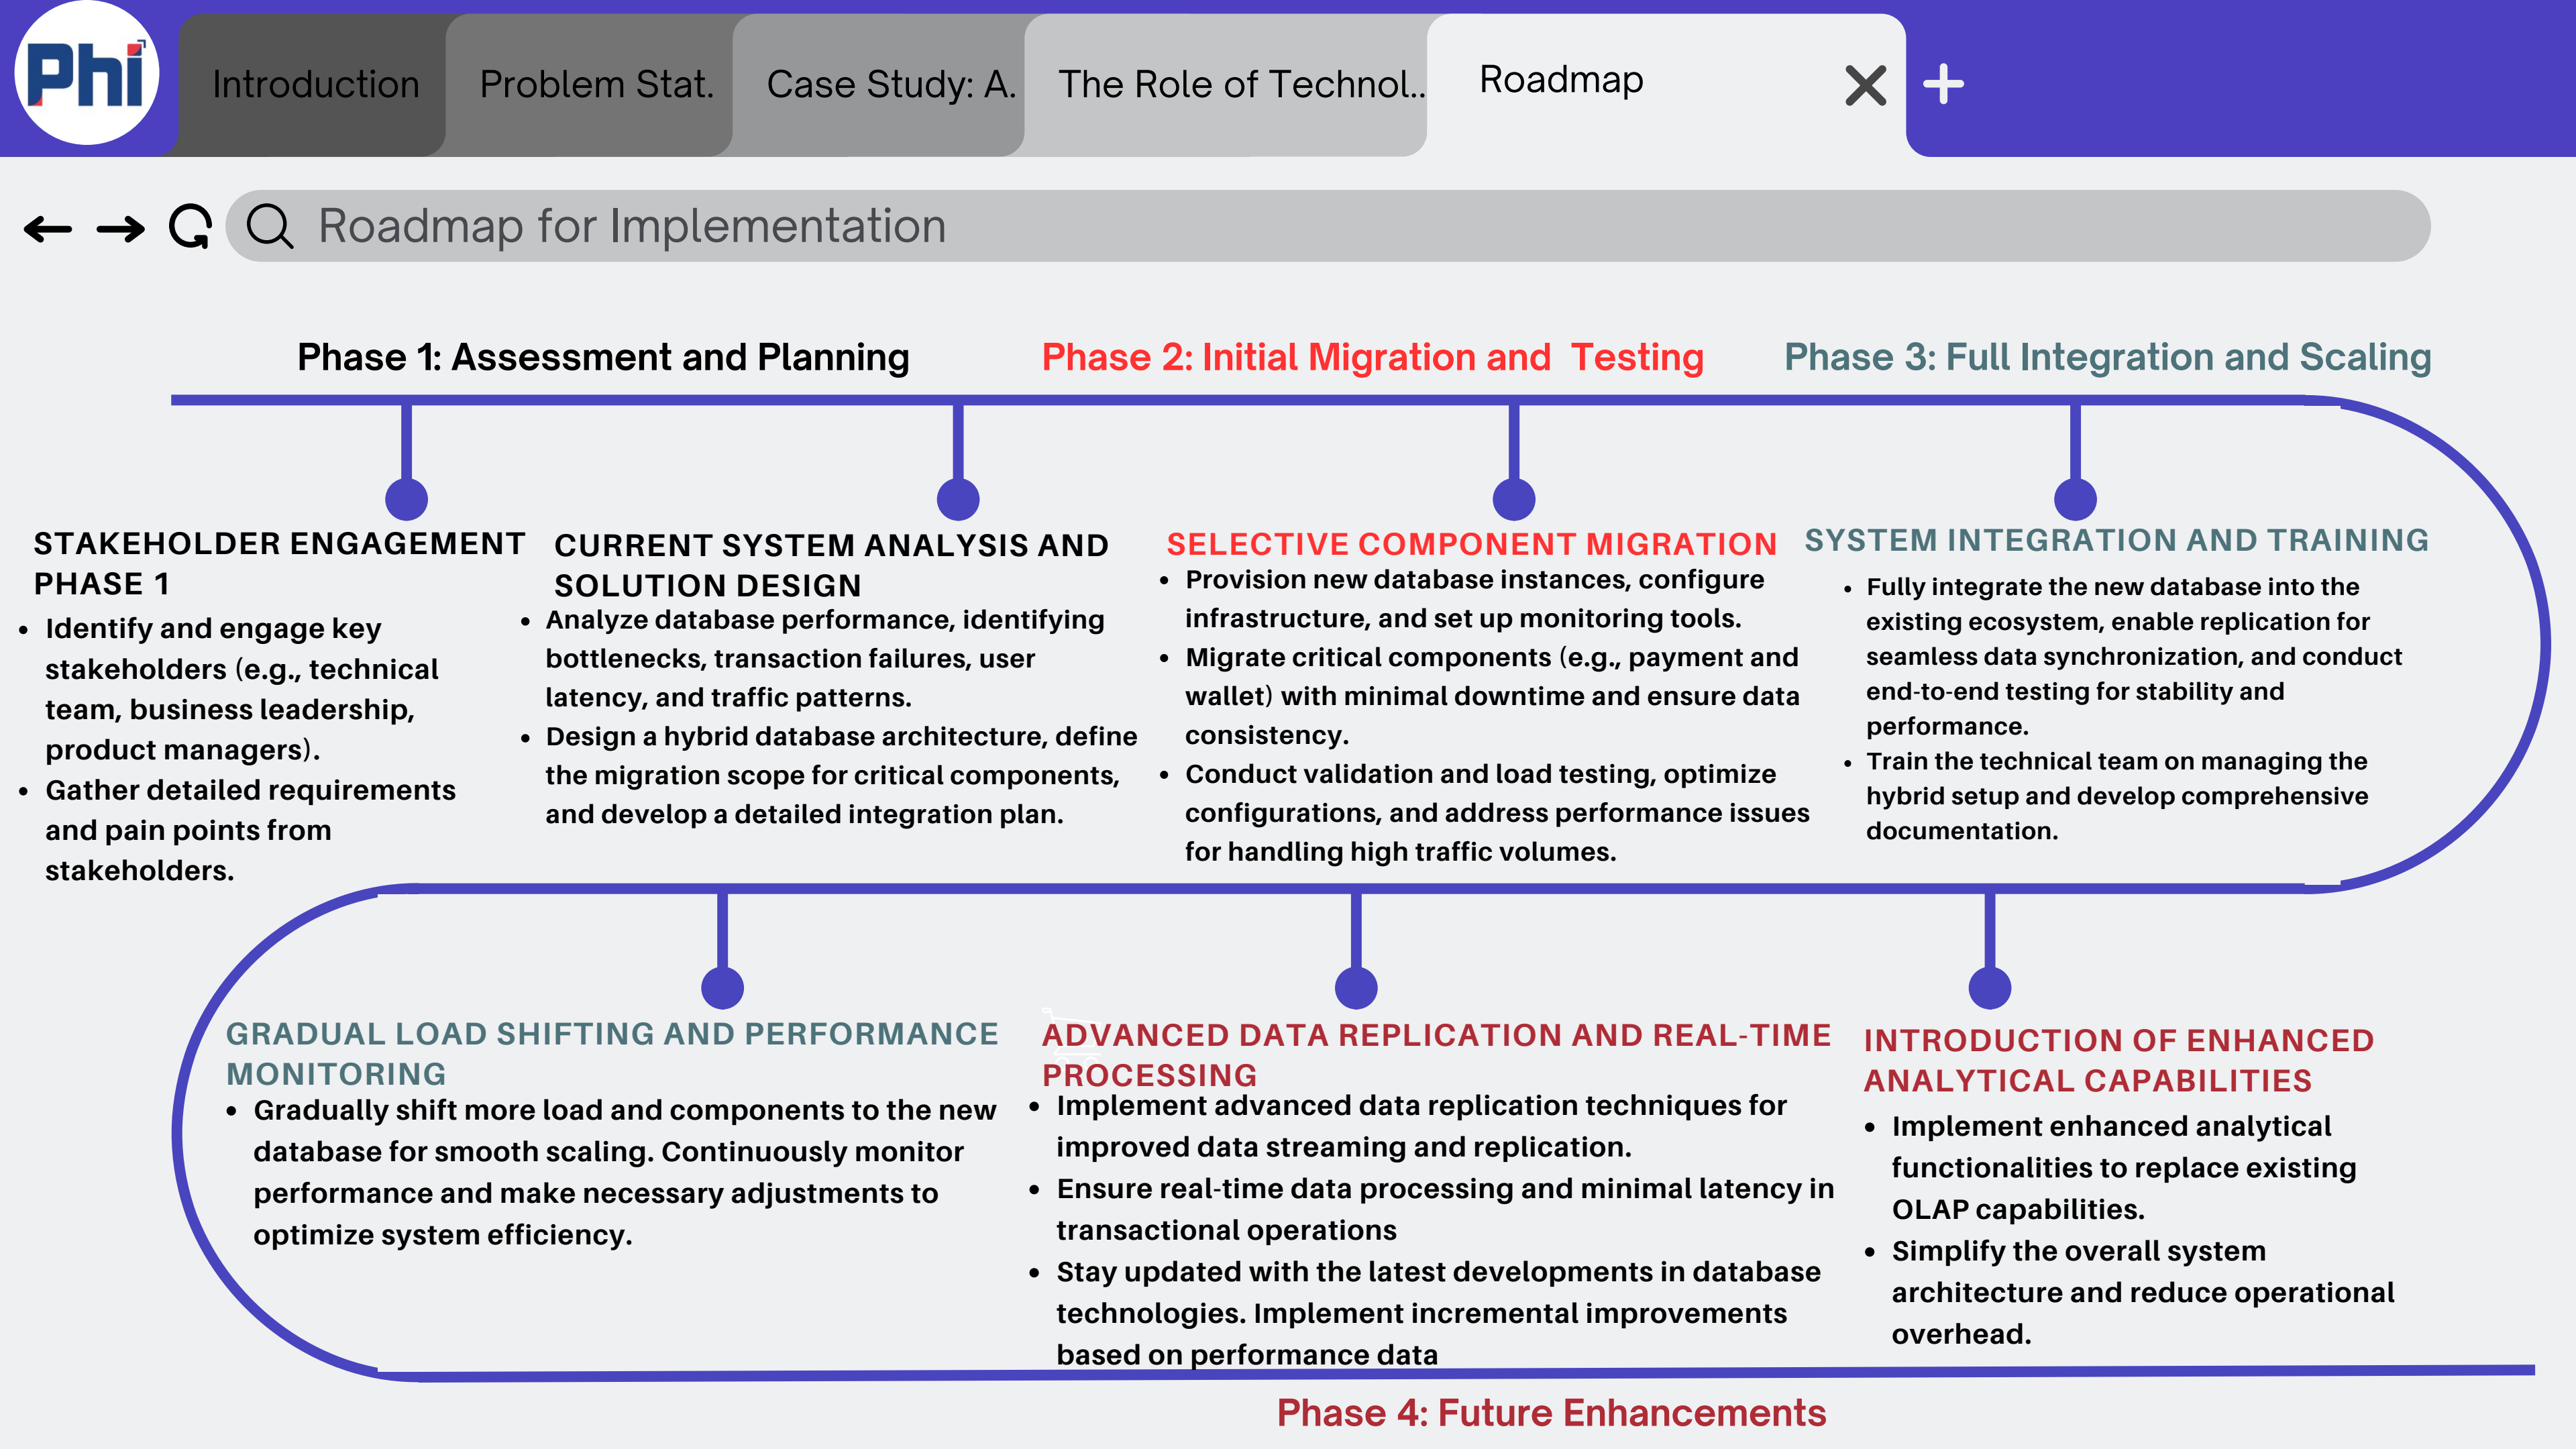 Phi
Introduction
Problem Stat.
Case Study: A.
The Role of Technol..
Roadmap
Roadmap for Implementation
Phase 1: Assessment and Planning
Phase 2: Initial Migration and  Testing
Phase 3: Full Integration and Scaling
STAKEHOLDER ENGAGEMENT
PHASE 1
• Identify and engage key
stakeholders (e.g., technical
team, business leadership,
product managers).
• Gather detailed requirements
and pain points from
stakeholders.
CURRENT SYSTEM ANALYSIS AND
SOLUTION DESIGN
• Analyze database performance, identifying
bottlenecks, transaction failures, user
latency, and traffic patterns.
• Design a hybrid database architecture, define
the migration scope for critical components,
and develop a detailed integration plan.
SELECTIVE COMPONENT MIGRATION
• Provision new database instances, configure
infrastructure, and set up monitoring tools.
• Migrate critical components (e.g., payment and
wallet) with minimal downtime and ensure data
consistency.
• Conduct validation and load testing, optimize
configurations, and address performance issues
for handling high traffic volumes.
SYSTEM INTEGRATION AND TRAINING
• Fully integrate the new database into the
existing ecosystem, enable replication for
seamless data synchronization, and conduct
end-to-end testing for stability and
performance.
• Train the technical team on managing the
hybrid setup and develop comprehensive
documentation.
GRADUAL LOAD SHIFTING AND PERFORMANCE
MONITORING
• Gradually shift more load and components to the new
database for smooth scaling. Continuously monitor
performance and make necessary adjustments to
optimize system efficiency.
ADVANCED DATA REPLICATION AND REAL-TIME
PROCESSING
• Implement advanced data replication techniques for
improved data streaming and replication.
• Ensure real-time data processing and minimal latency in
transactional operations
• Stay updated with the latest developments in database
technologies. Implement incremental improvements
based on performance data
INTRODUCTION OF ENHANCED
ANALYTICAL CAPABILITIES
• Implement enhanced analytical
functionalities to replace existing
OLAP capabilities.
• Simplify the overall system
architecture and reduce operational
overhead.
Phase 4: Future Enhancements